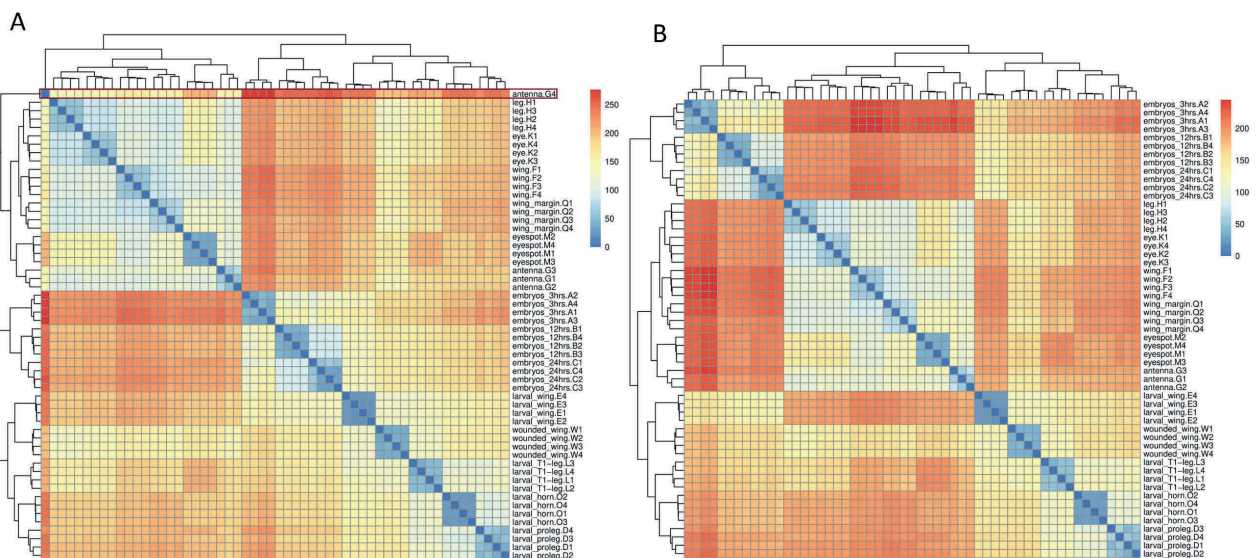 A
antenna.G4
leg.H1
leg.H3
leg.H2
leg.H4
eye.K1
eye.K4
eye.K2
eye.K3
wing.F1
wing.F2
wing.F3
wing.F4
wing_margin.Q1
wing_margin.Q2
wing_margin.Q3
wing_margin.Q4
eyespot.M2
eyespot.M4
eyespot.M1
eyespot.M3
antenna.G3
antenna.G1
antenna.G2
embryos_3hrs.A2
embryos_3hrs.A4
embryos_3hrs.A1
embryos_3hrs.A3
embryos_12hrs.B1
embryos_12hrs.B4
embryos_12hrs.B2
embryos_12hrs.B3
embryos_24hrs.C1
embryos_24hrs.C4
embryos_24hrs.C2
embryos_24hrs.C3
larval_wing.E4
larval_wing.E3
larval_wing.E1
larval_wing.E2
wounded_wing.W1
wounded_wing.W2
wounded_wing.W3
wounded_wing.W4
larval_T1−leg.L3
larval_T1−leg.L4
larval_T1−leg.L1
larval_T1−leg.L2
larval_horn.O2
larval_horn.O4
larval_horn.O1
larval_horn.O3
larval_proleg.D4
larval_proleg.D3
larval_proleg.D1
larval_proleg.D2
250
200
150
100
50
0
B
embryos_3hrs.A2
embryos_3hrs.A4
embryos_3hrs.A1
embryos_3hrs.A3
embryos_12hrs.B1
embryos_12hrs.B4
embryos_12hrs.B2
embryos_12hrs.B3
embryos_24hrs.C1
embryos_24hrs.C4
embryos_24hrs.C2
embryos_24hrs.C3
leg.H1
leg.H3
leg.H2
leg.H4
eye.K1
eye.K4
eye.K2
eye.K3
wing.F1
wing.F2
wing.F3
wing.F4
wing_margin.Q1
wing_margin.Q2
wing_margin.Q3
wing_margin.Q4
eyespot.M2
eyespot.M4
eyespot.M1
eyespot.M3
antenna.G3
antenna.G1
antenna.G2
larval_wing.E4
larval_wing.E3
larval_wing.E1
larval_wing.E2
wounded_wing.W1
wounded_wing.W2
wounded_wing.W3
wounded_wing.W4
larval_T1−leg.L3
larval_T1−leg.L4
larval_T1−leg.L1
larval_T1−leg.L2
larval_horn.O2
larval_horn.O4
larval_horn.O1
larval_horn.O3
larval_proleg.D3
larval_proleg.D4
larval_proleg.D1
larval_proleg.D2
200
150
100
50
0